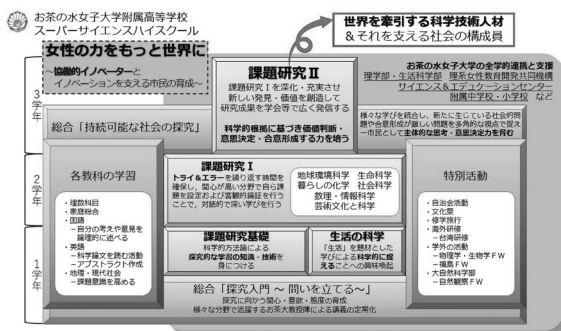 お茶の水女子大学附属高等学校
スーパーサイエンスハイスクール
女性の力をもっと世界に
～協働的イノベーターと
イノベーションを支える市民の育成～
世界を牽引する科学技術人材
&それを支える社会の構成員
お茶の水女子大学の全学的連携と支援
理学部・生活科学部 理系女性教育開発共同機構
サイエンス&エデュケーションセンター
附属中学校・小学校 など
3学年
課題研究Ⅱ
課題研究Ⅰを深化・充実させ
新しい発見・価値を創造して
研究成果を学会等で広く発信する
科学的根拠に基づき価値判断・
意思決定・合意形成する力を培う
総合「持続可能な社会の探究」
様々な学びを統合し、新たに生じている社会的問
題や合意形成が難しい問題を多角的な視点で捉え
一市民として主体的な思考・意思決定力を育む
2学年
各教科の学習
・理数科目
・家庭総合
・国語
－自分の考えや意見を
論理的に述べる
・英語
－科学論文を読む活動
－アブストラクト作成
・地理・現代社会
－課題意識を高める
課題研究Ⅰ
トライ&エラーを繰り返す時間を
確保し、関心が高い分野で自ら課
題を設定および客観的論証を行
うことで、対話的で深い学びを行う
地球環境科学 生命科学
暮らしの化学 社会科学
数理・情報科学
芸術文化と科学
特別活動
・自治会活動
・文化祭
・修学旅行
・海外研修
－台湾研修
・学外の活動
－物理学・生物学FW
－福島FW
・大自然科学部
－自然観察FW
1学年
課題研究基礎
科学的方法論による
探究的な学習の知識・技術を
身につける
生活の科学
「生活」を題材とした
学びによる科学的に捉
えることへの興味喚起
総合「探究入門 ～ 問いを立てる～」
探究に向かう関心・意欲・態度の育成
様々な分野で活躍するお茶大教授陣による講義の定常化